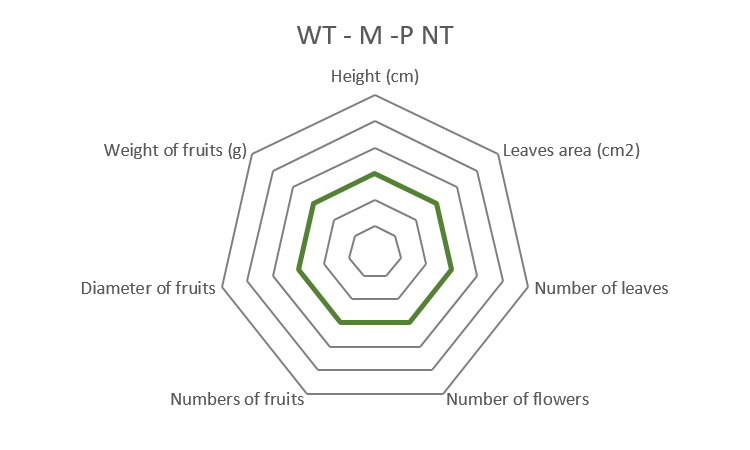 WT - M -P NT
Height (cm)
Weight of fruits (g)
Leaves area (cm2)
Diameter of fruits
Number of leaves
Numbers of fruits
Number of flowers